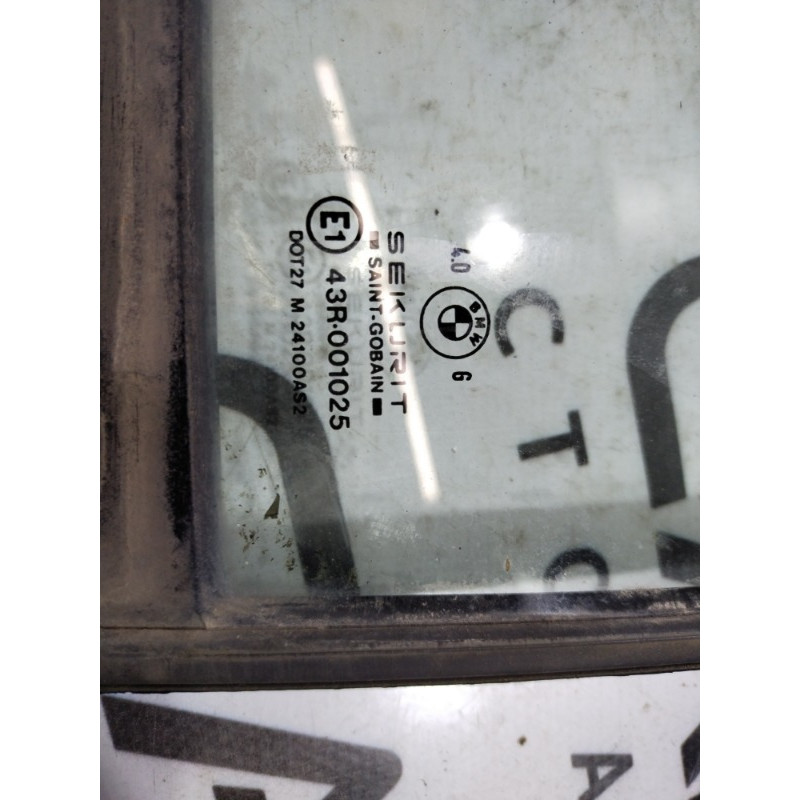 4.0
BMW
6
SEKURIT
SAINT-GOBAIN
E1
43R-001025
DOT27 M 24100AS2
C T
A